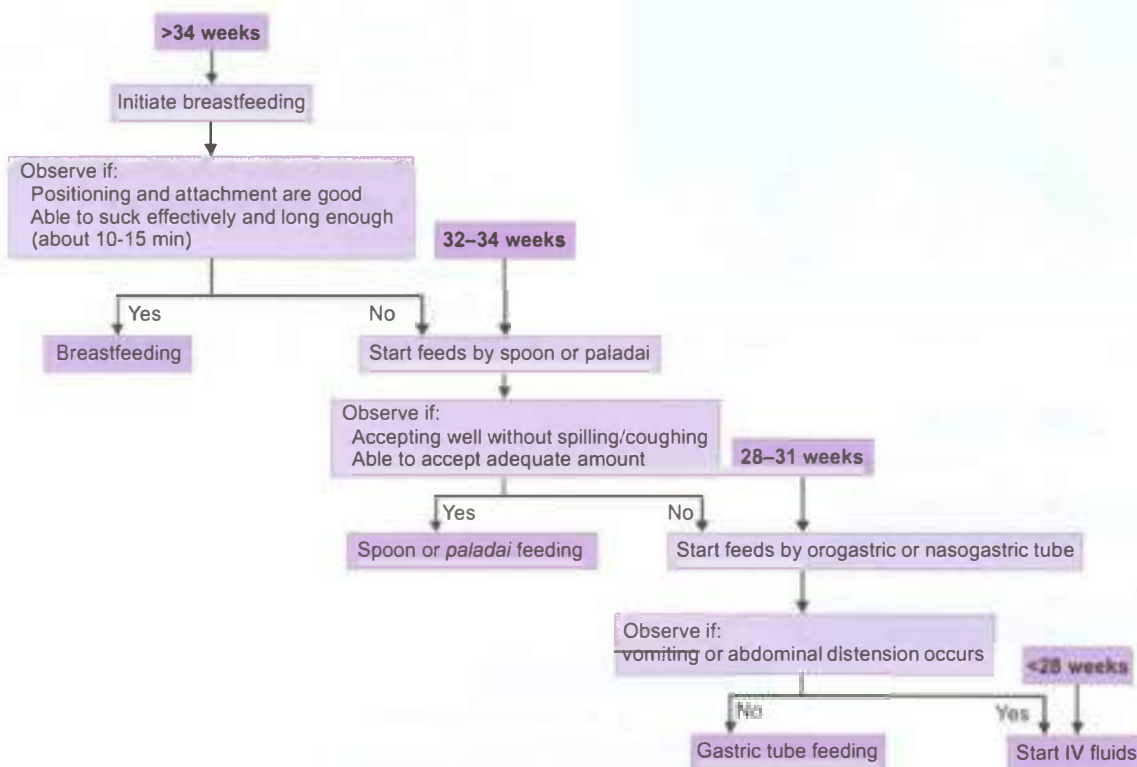 >34 weeks
Initiate breastfeeding
Observe if:
Positioning and attachment are good
Able to suck effectively and long enough
(about 10-15 min)
32–34 weeks
Yes
No
Breastfeeding
Start feeds by spoon or paladai
Observe if:
Accepting well without spilling/coughing
Able to accept adequate amount
28–31 weeks
Yes
No
Spoon or paladai feeding
Start feeds by orogastric or nasogastric tube
Observe if:
vomiting or abdominal distension occurs
<28 weeks
No
Yes
Gastric tube feeding
Start IV fluids